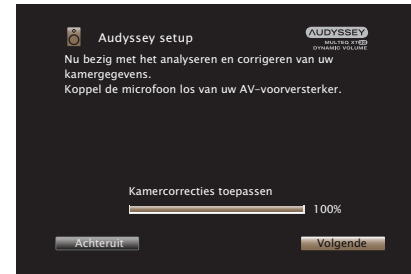 Audyssey setup
AUDYSSEY
MULTEQ XT32
DYNAMIC VOLUME
Nu bezig met het analyseren en corrigeren van uw
kamergegevens.
Koppel de microfoon los van uw AV-voorversterker.
Kamercorrecties toepassen
100%
Achteruit
Volgende